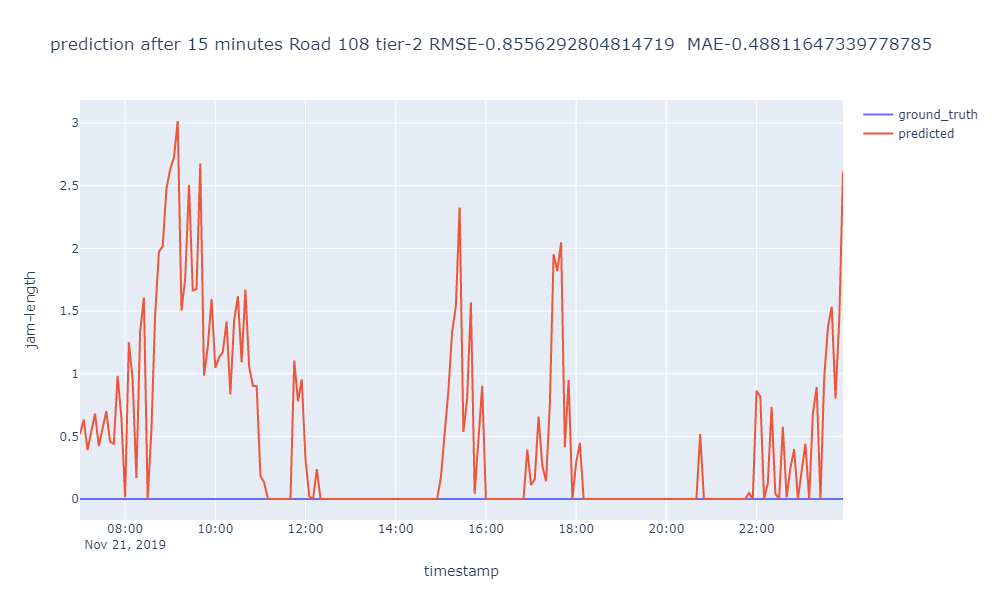 prediction after 15 minutes Road 108 tier-2 RMSE-0.8556292804814719  MAE-0.48811647339778785
ground_truth
predicted
3
2.5
2
1.5
1
0.5
0
jam-length
08:00
10:00
12:00
14:00
16:00
18:00
20:00
22:00
Nov 21, 2019
timestamp